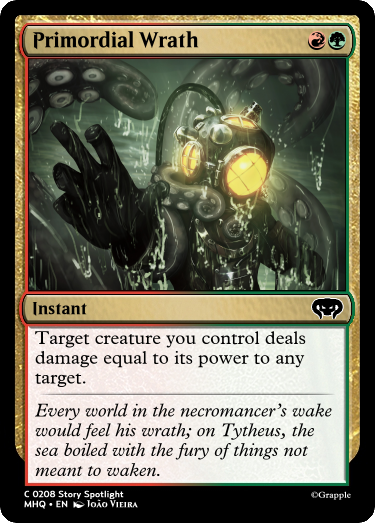 Primordial Wrath
Instant
Target creature you control deals
damage equal to its power to any
target.
Every world in the necromancer's wake
would feel his wrath; on Tytheus, the
sea boiled with the fury of things not
meant to waken.
C 0208 Story Spotlight
MHQ • EN João Vieira
©Grapple